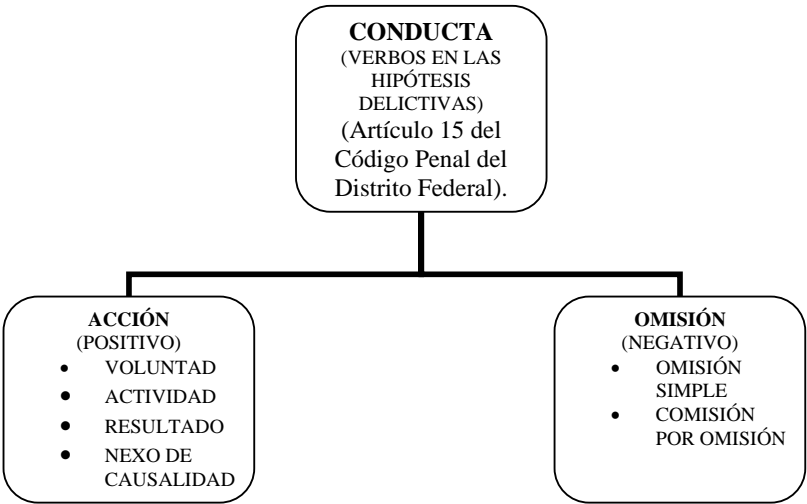 CONDUCTA
(VERBOS EN LAS
HIPÓTESIS
DELICTIVAS)
(Artículo 15 del
Código Penal del
Distrito Federal).
ACCIÓN
(POSITIVO)
• VOLUNTAD
• ACTIVIDAD
• RESULTADO
• NEXO DE
CAUSALIDAD
OMISIÓN
(NEGATIVO)
• OMISIÓN
SIMPLE
• COMISIÓN
POR OMISIÓN